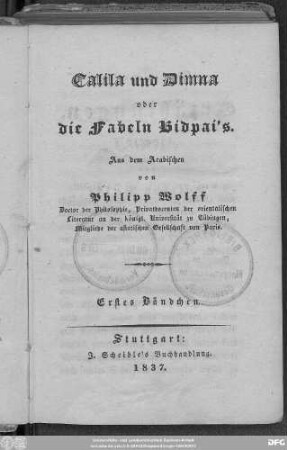 Calila und Dimna
oder
die Fabeln Bidpai's.
Aus dem Arabischen
von
Philipp Wolff
Doctor der Philosophie, Privatdocenten der orientalischen
Literatur an der königl. Universität zu Tübingen,
Mitgliede der asiatischen Gesellschaft von Paris.
Erstes Bändchen.
Stuttgart:
J. Scheible's Buchhandlung.
1837.
DFG